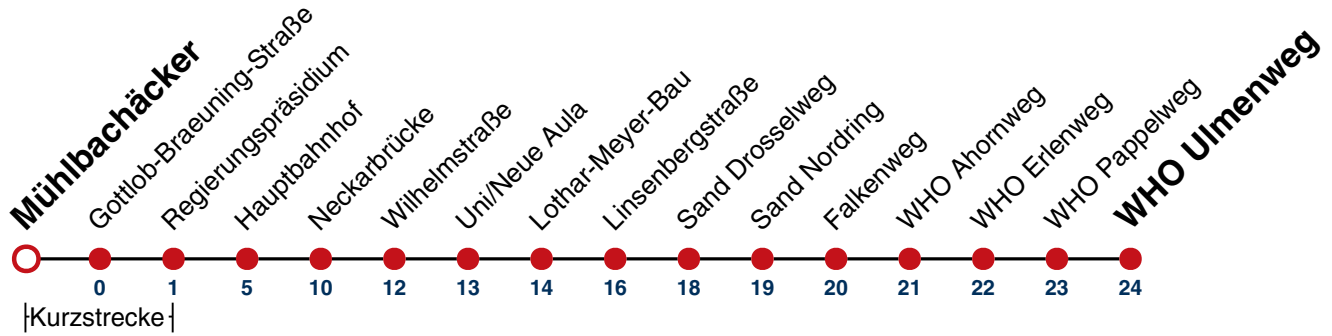 Mühlbachäcker
Gottlob-Braeuning-Straße
Regierungspräsidium
Hauptbahnhof
Neckarbrücke
Wilhelmstraße
Uni/Neue Aula
Lothar-Meyer-Bau
Linsenbergstraße
Sand Drosselweg
Sand Nordring
Falkenweg
WHO Ahornweg
WHO Erlenweg
WHO Pappelweg
WHO Ulmenweg
0 1 5 10 12 13 14 16 18 19 20 21 22 23 24
Kurzstrecke